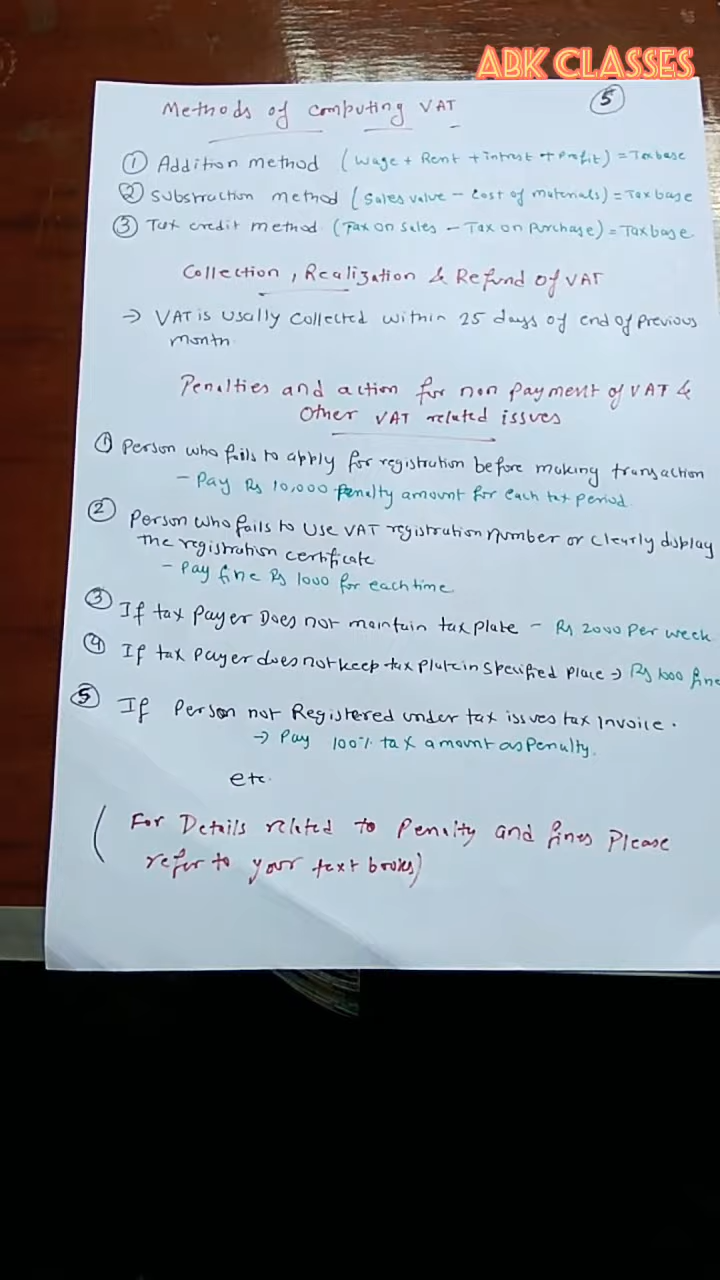 ABK CLASSES
Methods of computing VAT
5
① Addition method (wage + Rent + intrest + Profit) = Taxbase
② Substraction method (Sales value - Cost of materials) = Tax base
③ Tax credit method (Tax on Sales - Tax on Purchase) = Tax base
Collection, Realization & Refund of VAT
→ VAT is usally collected within 25 days of end of Previous
month
Penalties and action for non payment of VAT &
Other VAT related issues
① Person who fails to apply for registration before making transaction
- Pay Rs 10,000 Penalty amount for each tax period.
② Person who fails to use VAT registration number or clearly display
the registration certificate
- Pay fine Rs 1000 for each time
③ If tax payer Does not maintain tax plate - Rs 2000 Per week
④ If tax payer does not keep tax plate in specified place → Rs 1000 fine
⑤ If Person not Registered under tax issues tax invoice.
→ Pay 100% tax amount as Penalty.
etc.
(For Details related to Penalty and fines Please
refer to your text books)